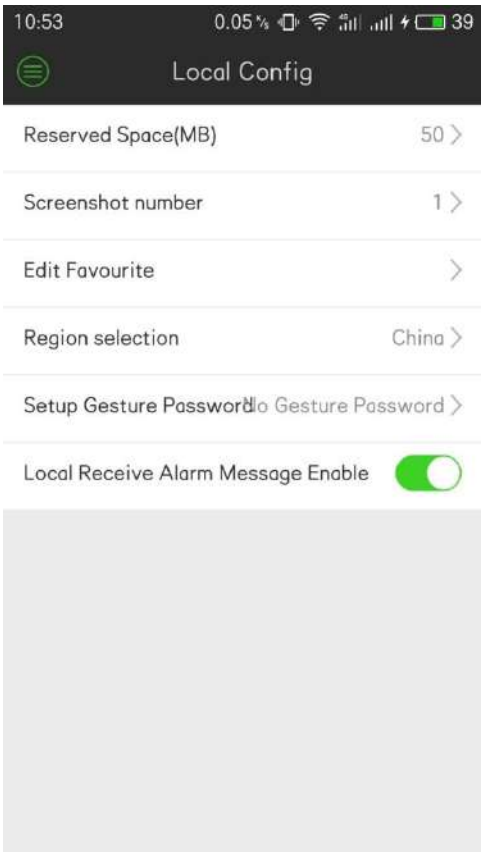 10:53 0.05 K/s 4G 39
Local Config
Reserved Space(MB) 50
Screenshot number 1
Edit Favourite
Region selection China
Setup Gesture Password No Gesture Password
Local Receive Alarm Message Enable